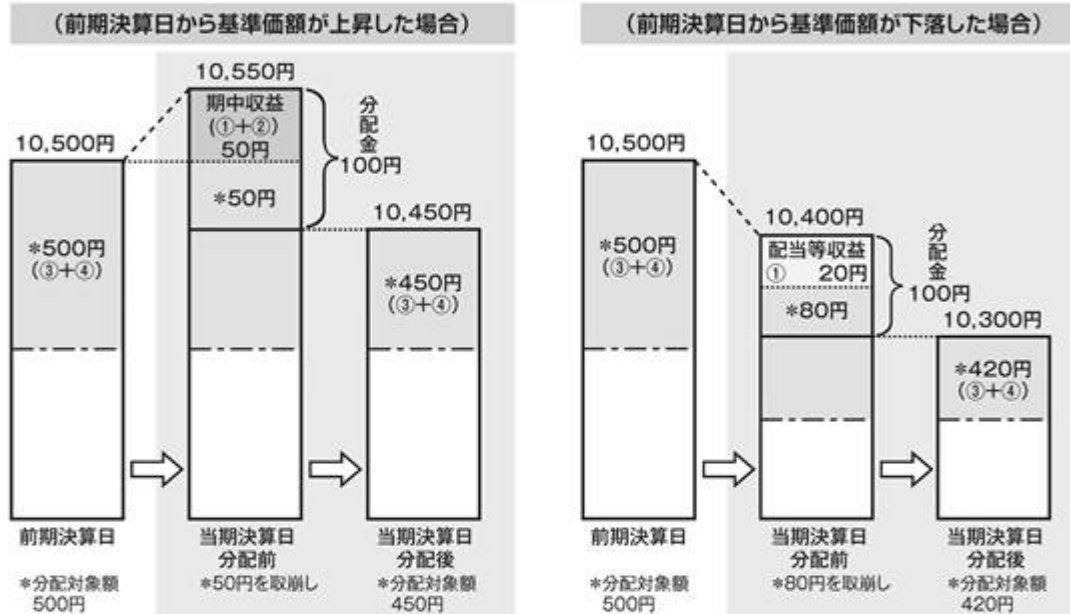 (前期決算日から基準価額が上昇した場合)
10,550円
期中収益
(①+②)
50円
*50円
分配金
100円
10,500円
*500円
(③+④)
10,450円
*450円
(③+④)
前期決算日
当期決算日
分配前
当期決算日
分配後
*分配対象額
500円
*50円を取崩し
*分配対象額
450円
(前期決算日から基準価額が下落した場合)
10,500円
*500円
(③+④)
10,400円
配当等収益
① 20円
*80円
分配金
100円
10,300円
*420円
(③+④)
前期決算日
当期決算日
分配前
当期決算日
分配後
*分配対象額
500円
*80円を取崩し
*分配対象額
420円